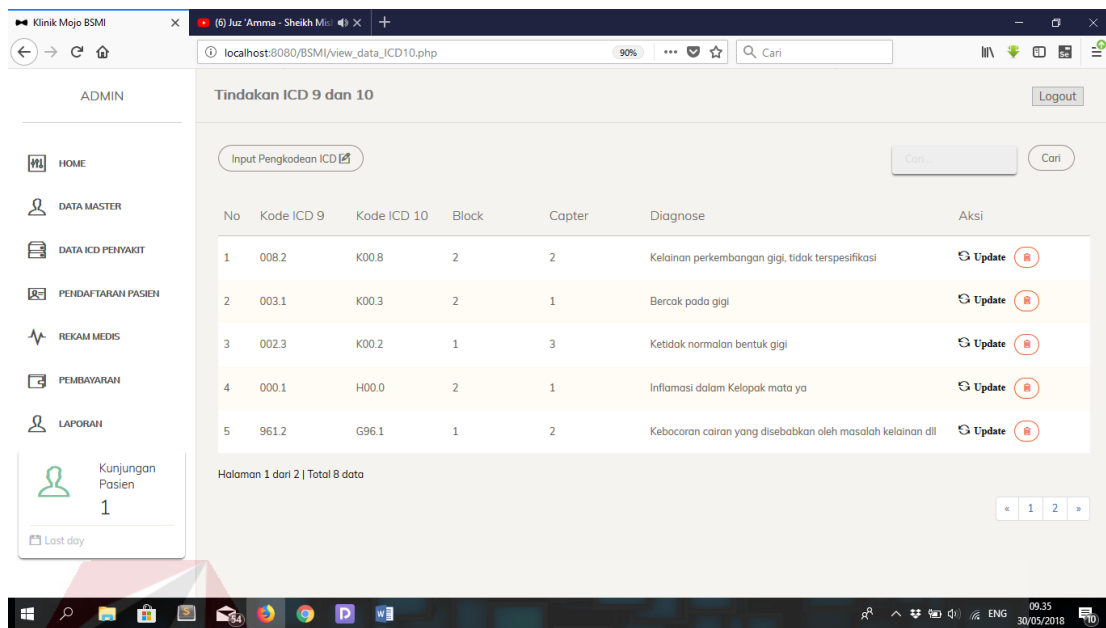 Klinik Mojo BSMI
(6) Juz 'Amma - Sheikh Mis
localhost:8080/BSMI/view_data_ICD10.php
90%
Cari
ADMIN
Tindakan ICD 9 dan 10
Logout
HOME
DATA MASTER
DATA ICD PENYAKIT
PENDAFTARAN PASIEN
REKAM MEDIS
PEMBAYARAN
LAPORAN
Kunjungan
Pasien
1
Last day
Input Pengkodean ICD
Cari ...
Cari
No Kode ICD 9 Kode ICD 10 Block Capter Diagnose Aksi
1 008.2 K00.8 2 2 Kelainan perkembangan gigi, tidak terspesifikasi Update
2 003.1 K00.3 2 1 Bercak pada gigi Update
3 002.3 K00.2 1 3 Ketidak normalan bentuk gigi Update
4 000.1 H00.0 2 1 Inflamasi dalam Kelopak mata ya Update
5 961.2 G96.1 1 2 Kebocoran cairan yang disebabkan oleh masalah kelainan dll Update
Halaman 1 dari 2 | Total 8 data
« 1 2 »
54
ENG
09.35
30/05/2018
10